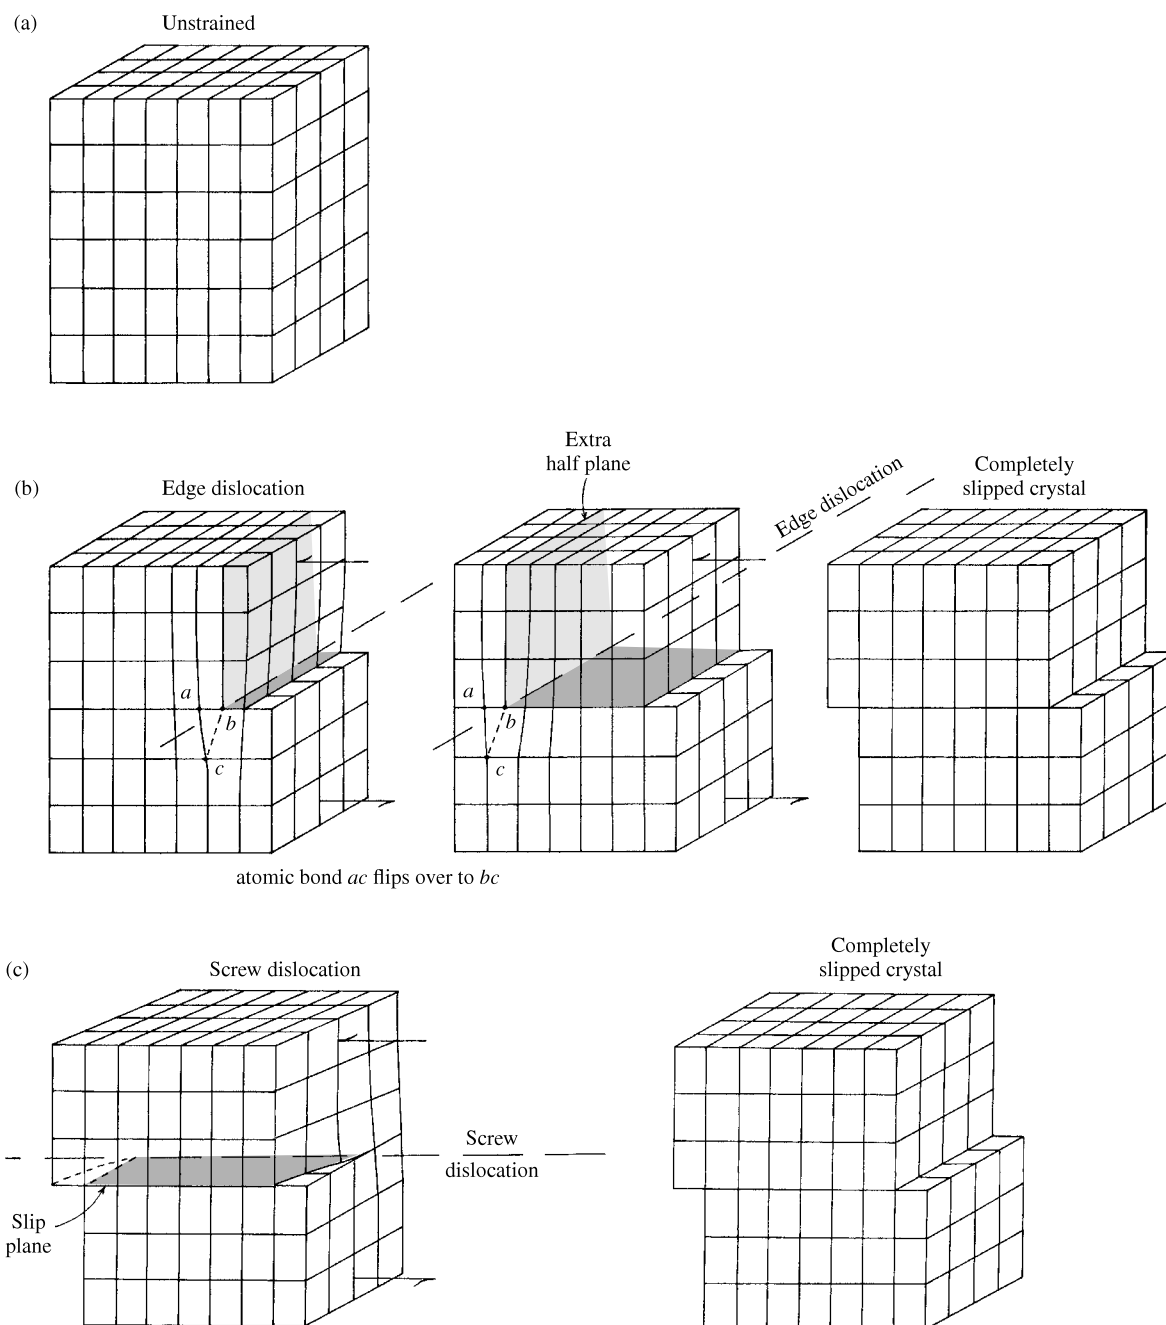 (a)
Unstrained
(b)
Edge dislocation
Extra
half plane
Edge dislocation
Completely
slipped crystal
a
b
c
a
b
c
atomic bond ac flips over to bc
(c)
Screw dislocation
Completely
slipped crystal
Screw
dislocation
Slip
plane